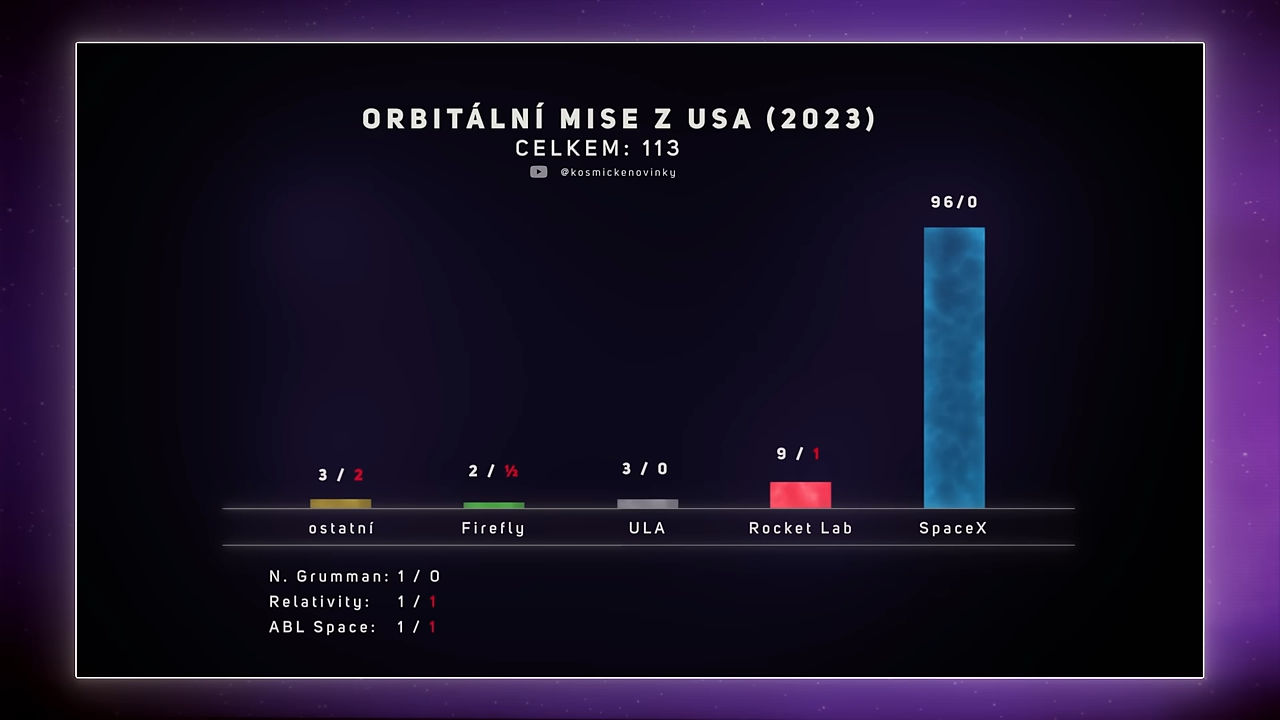 ORBITÁLNÍ MISE Z USA (2023)
CELKEM: 113
@kosmickenovinky
96/0
9 / 1
3 / 2
2 / ½
3 / 0
ostatní
Firefly
ULA
Rocket Lab
SpaceX
N. Grumman: 1 / 0
Relativity: 1 / 1
ABL Space: 1 / 1